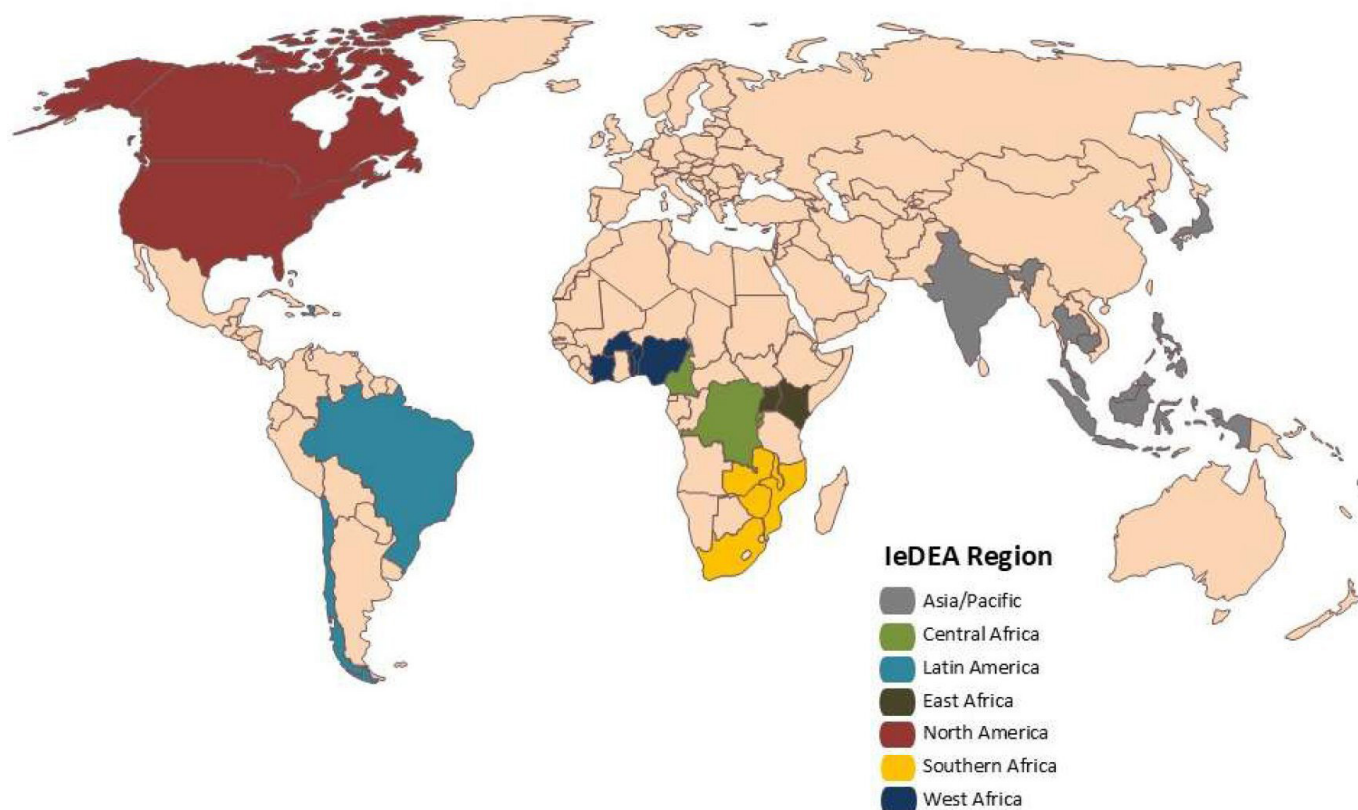 IeDEA Region
Asia/Pacific
Central Africa
Latin America
East Africa
North America
Southern Africa
West Africa